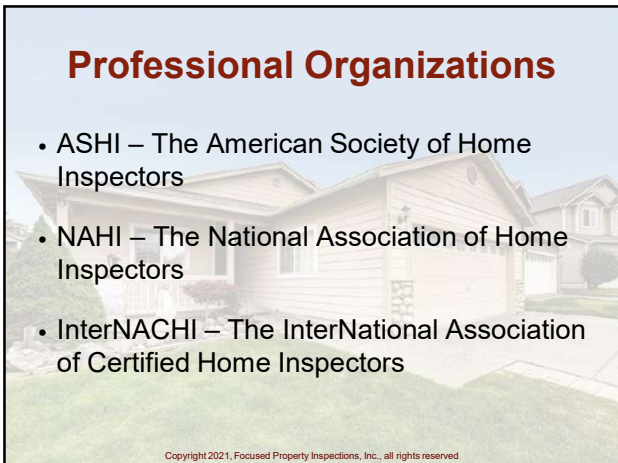 Professional Organizations
• ASHI – The American Society of Home
Inspectors
• NAHI – The National Association of Home
Inspectors
• InterNACHI – The InterNational Association
of Certified Home Inspectors
Copyright 2021, Focused Property Inspections, Inc., all rights reserved